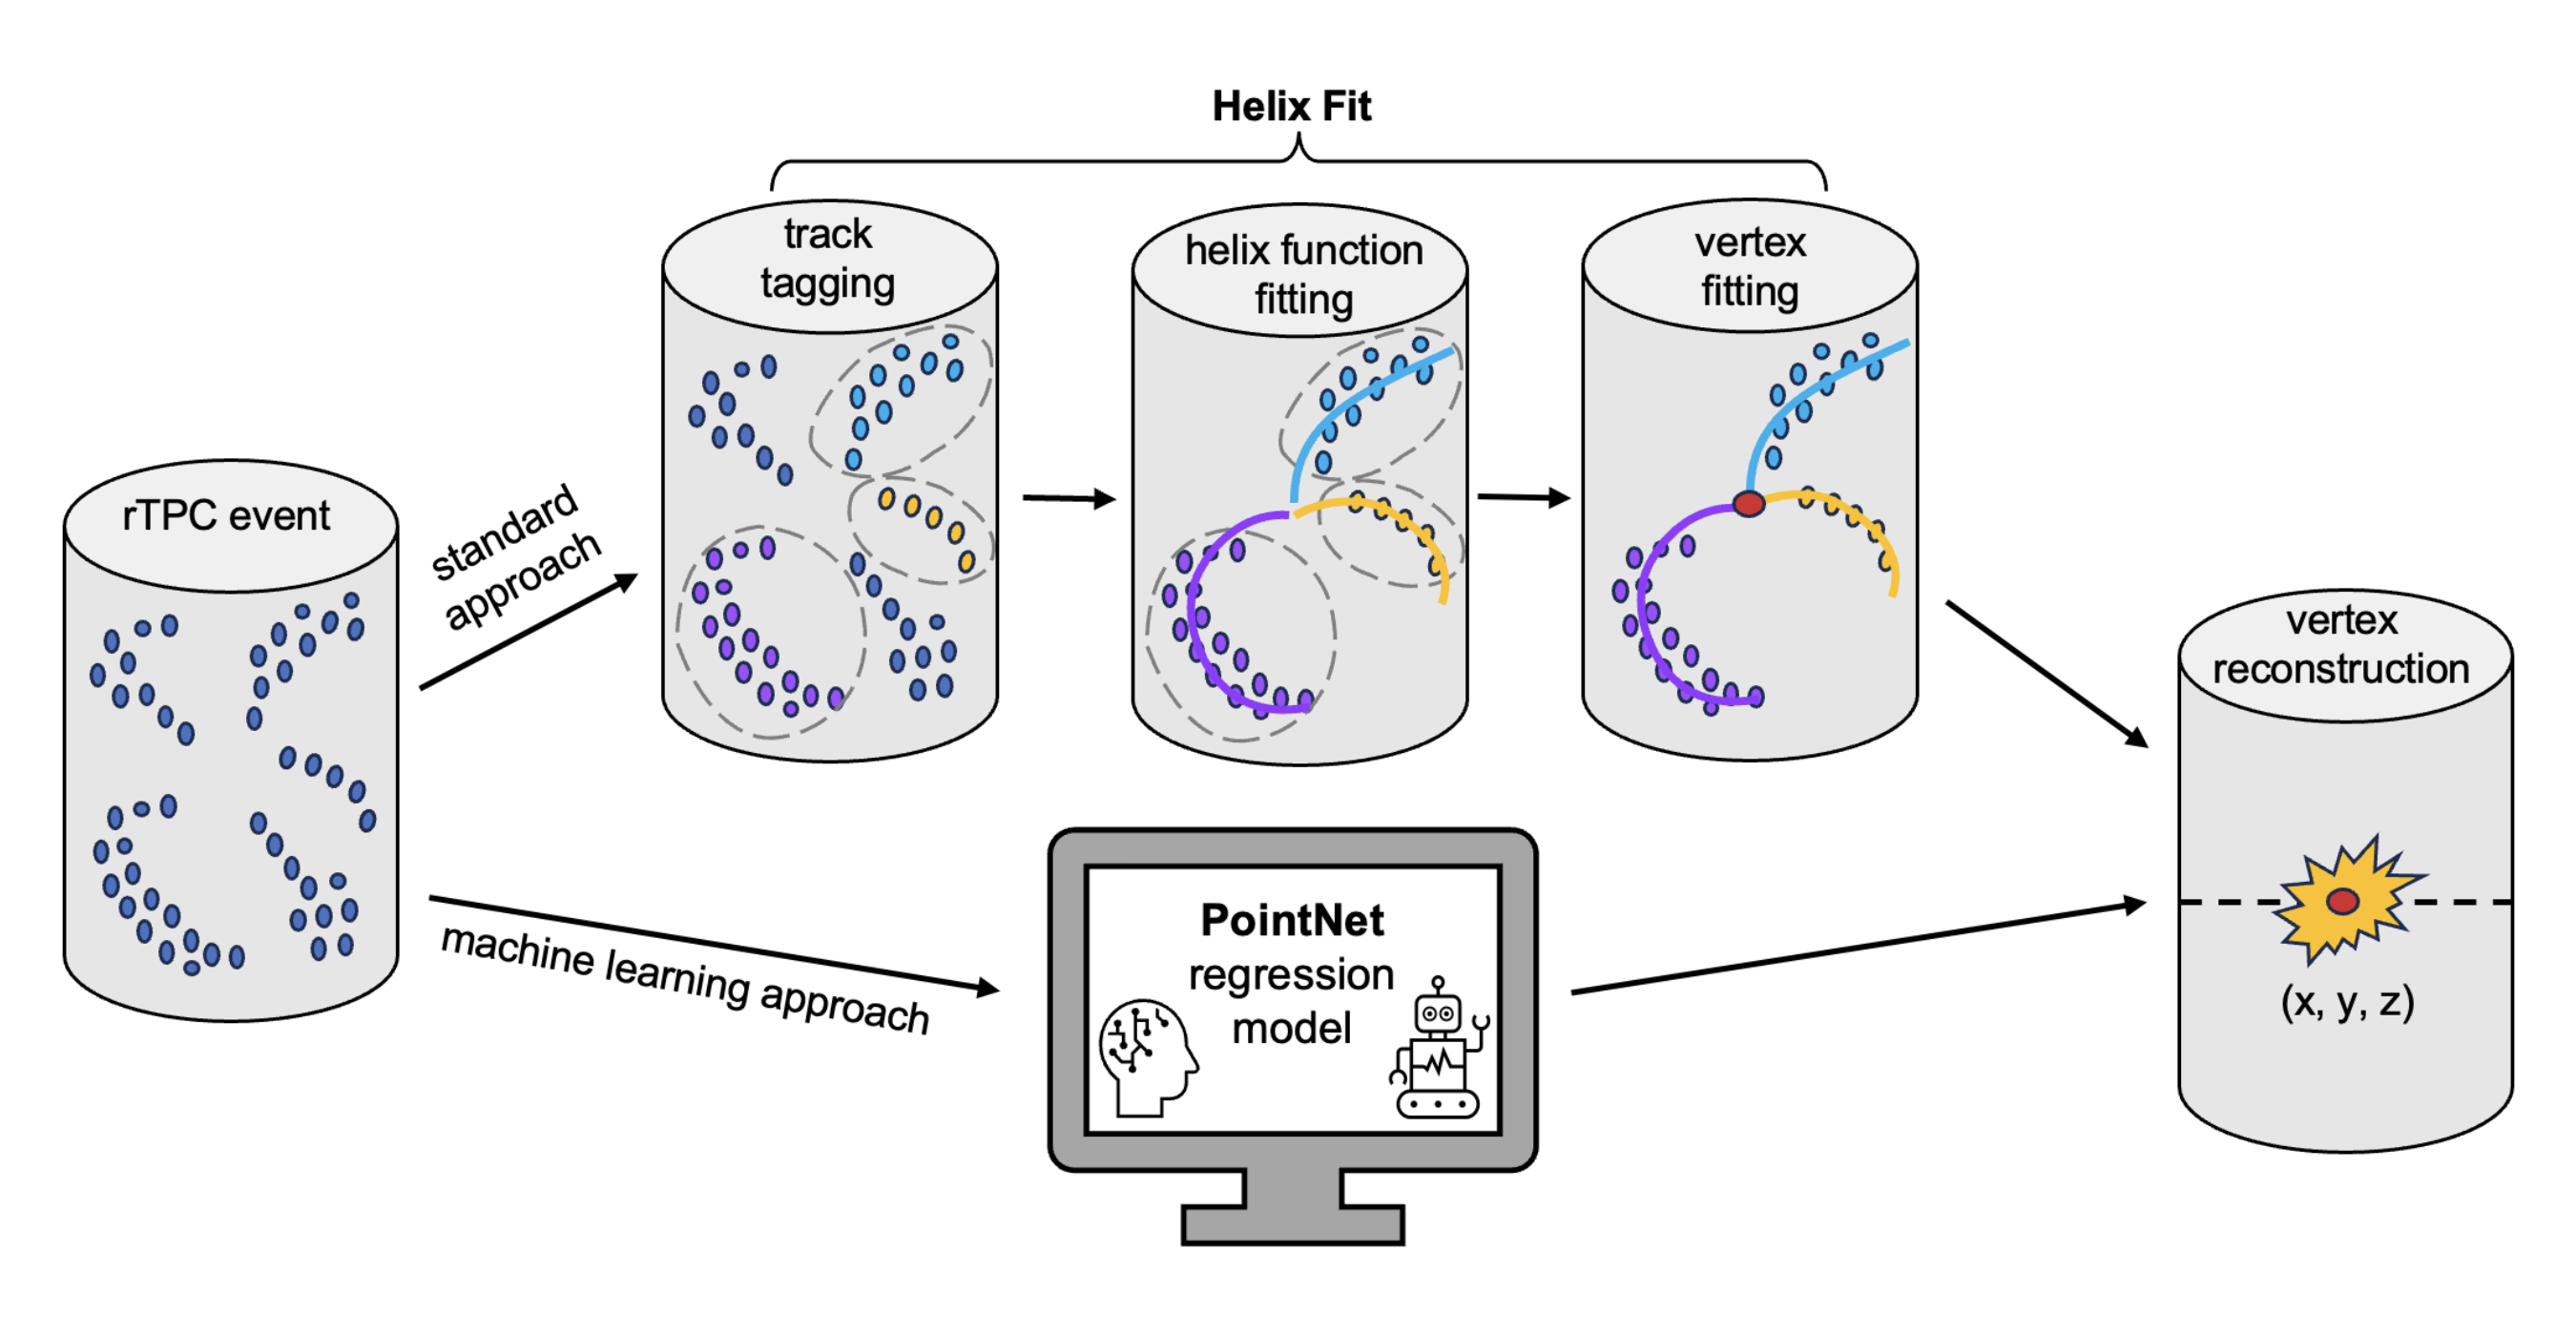 Helix Fit
rTPC event
standard
approach
track
tagging
helix function
fitting
vertex
fitting
machine learning approach
PointNet
regression
model
vertex
reconstruction
(x, y, z)